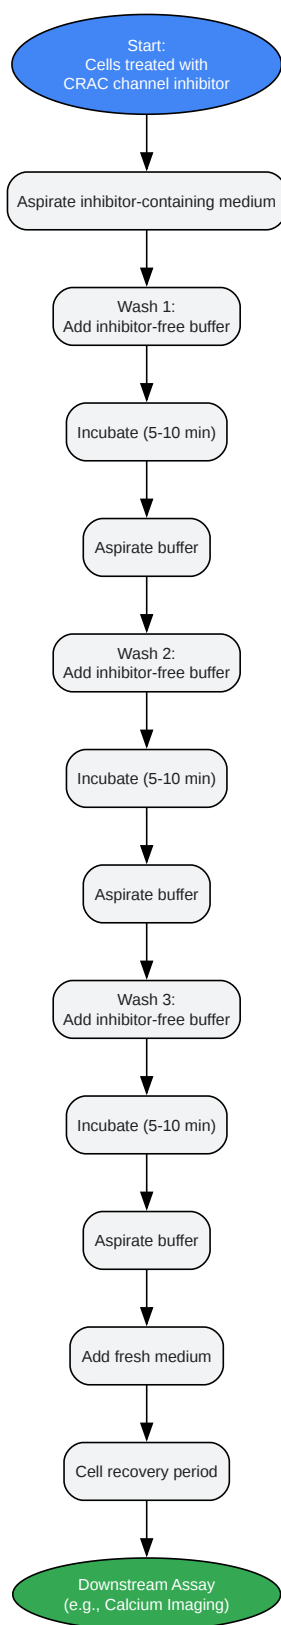 Start:
Cells treated with
CRAC channel inhibitor
Aspirate inhibitor-containing medium
Wash 1:
Add inhibitor-free buffer
Incubate (5-10 min)
Aspirate buffer
Wash 2:
Add inhibitor-free buffer
Incubate (5-10 min)
Aspirate buffer
Wash 3:
Add inhibitor-free buffer
Incubate (5-10 min)
Aspirate buffer
Add fresh medium
Cell recovery period
Downstream Assay
(e.g., Calcium Imaging)